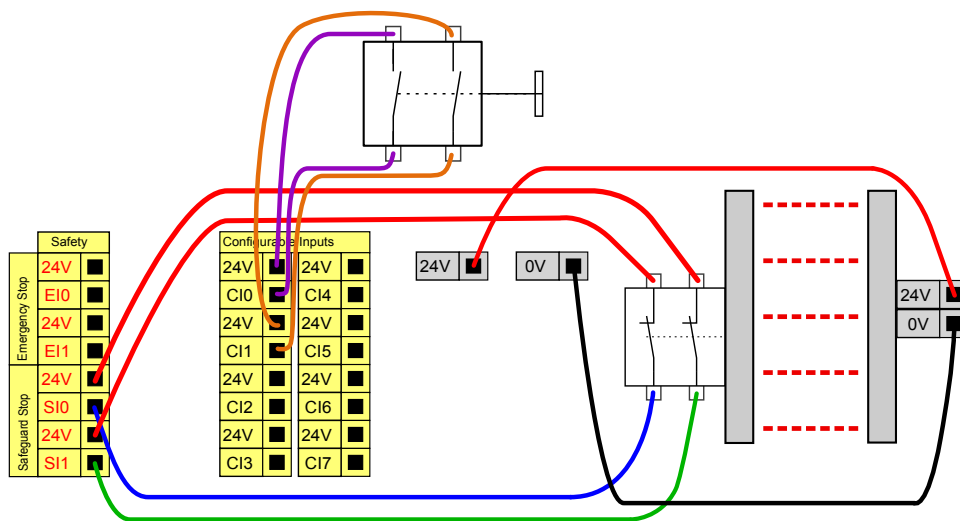 Safety
Emergency Stop
24V
EI0
24V
EI1
Safeguard Stop
24V
SI0
24V
SI1
Configurable Inputs
24V 24V
CI0 CI4
24V 24V
CI1 CI5
24V 24V
CI2 CI6
24V 24V
CI3 CI7
24V
0V
24V
0V